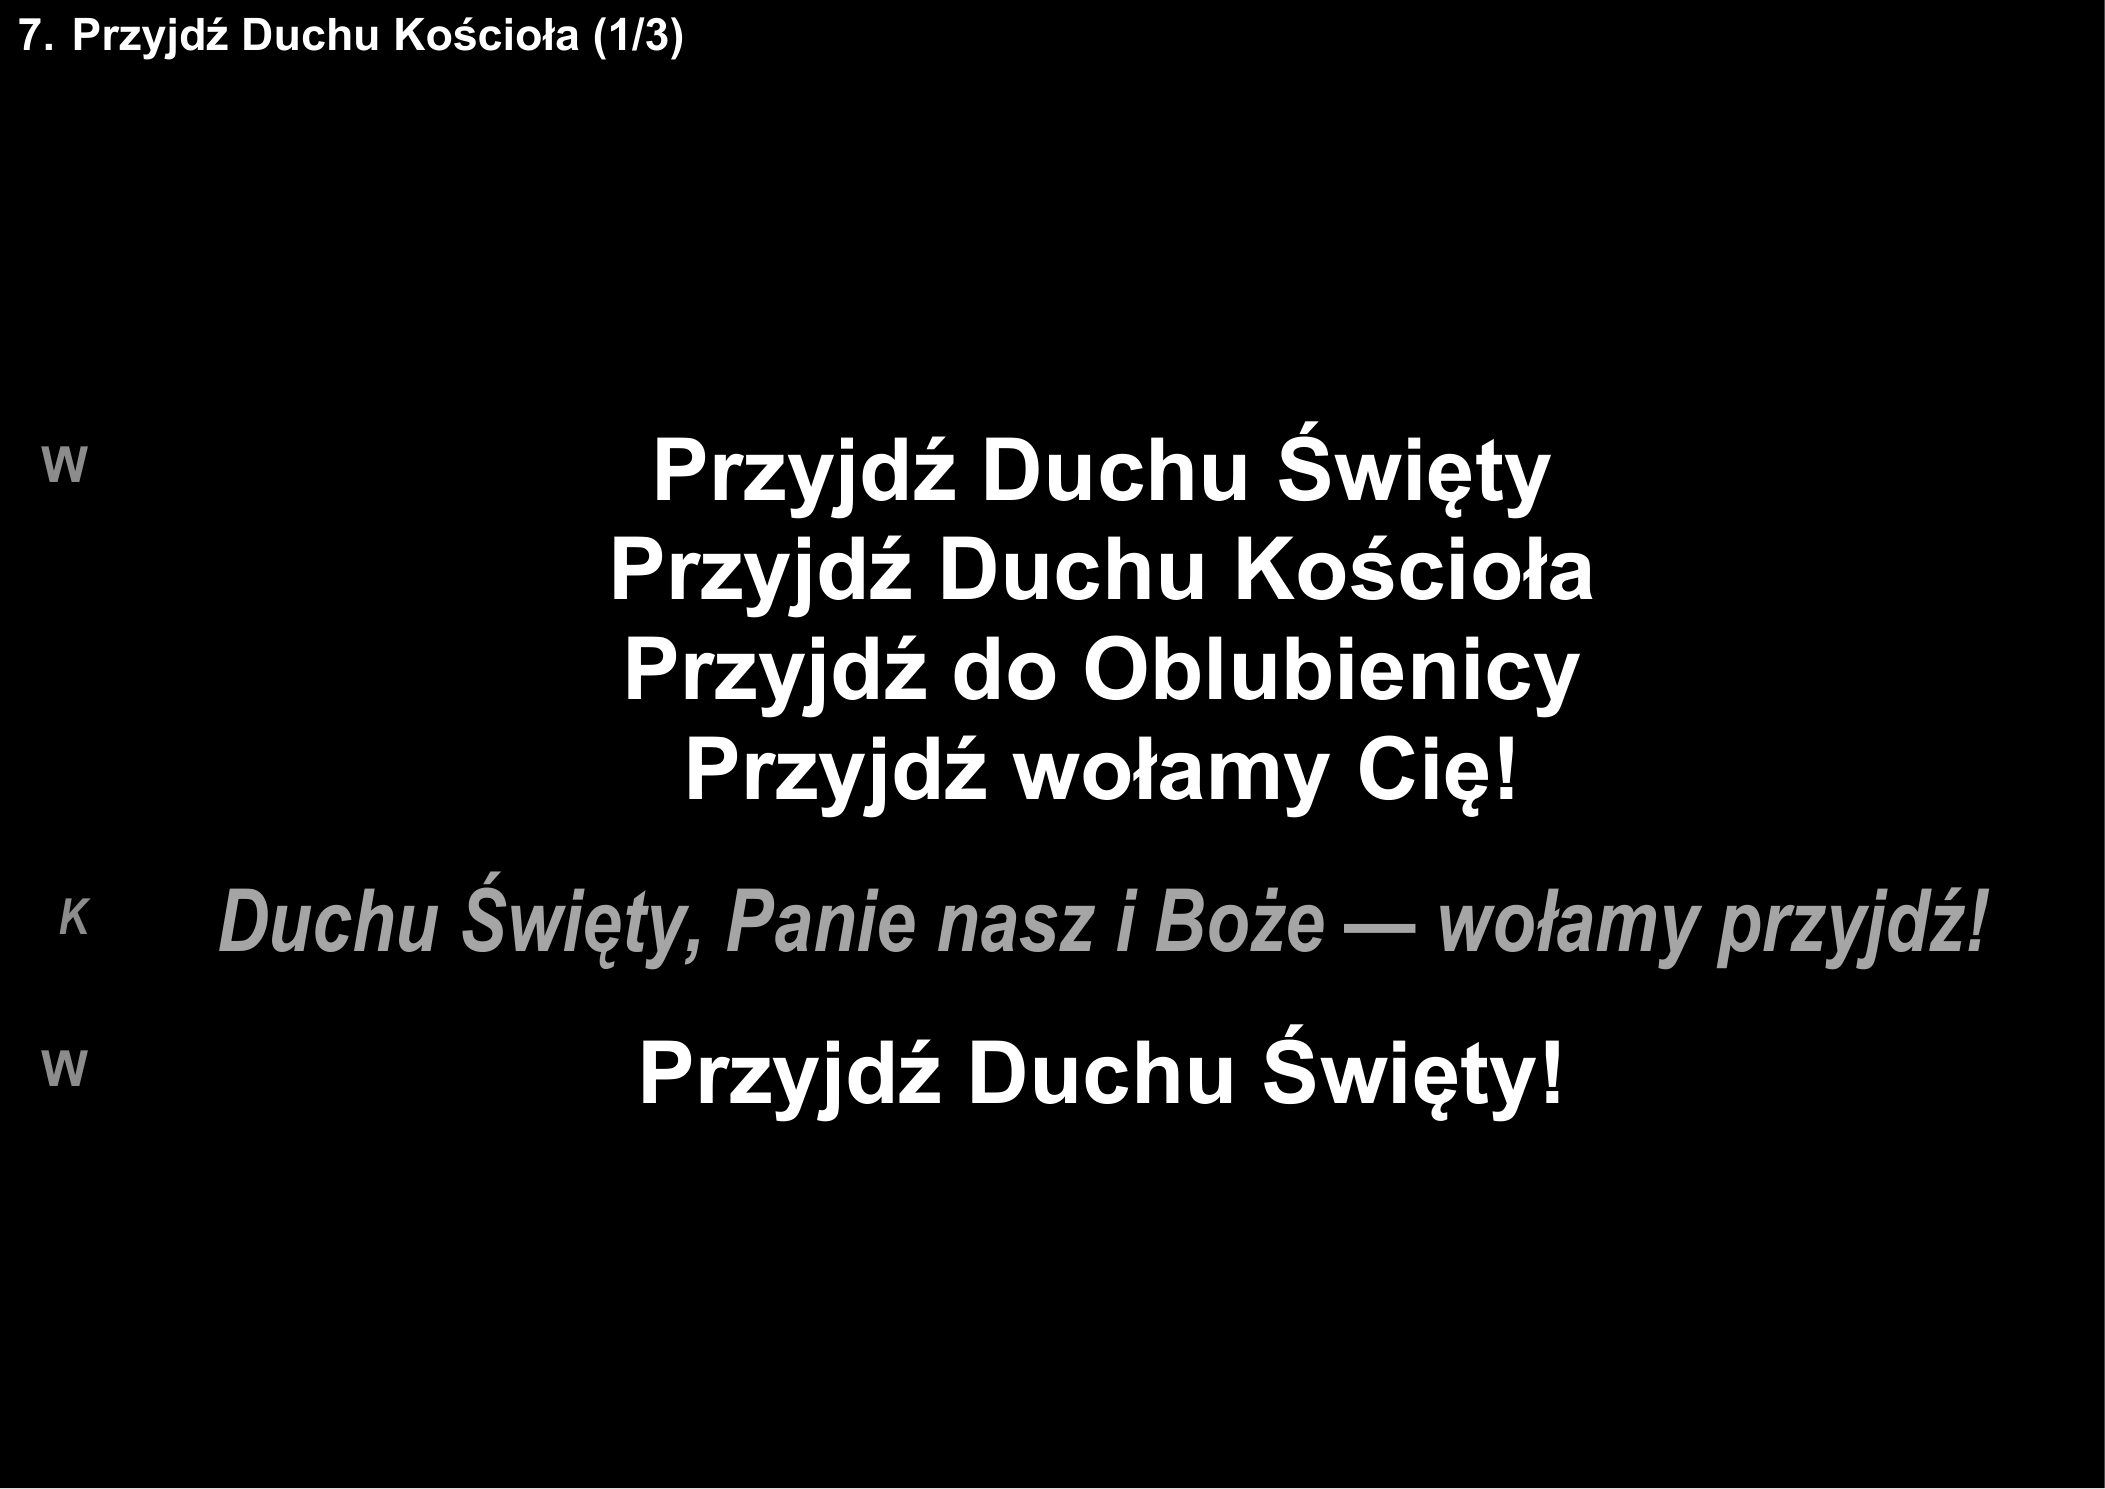 7. Przyjdź Duchu Kościoła (1/3)
W Przyjdź Duchu Święty
Przyjdź Duchu Kościoła
Przyjdź do Oblubienicy
Przyjdź wołamy Cię!
K Duchu Święty, Panie nasz i Boże — wołamy przyjdź!
W Przyjdź Duchu Święty!